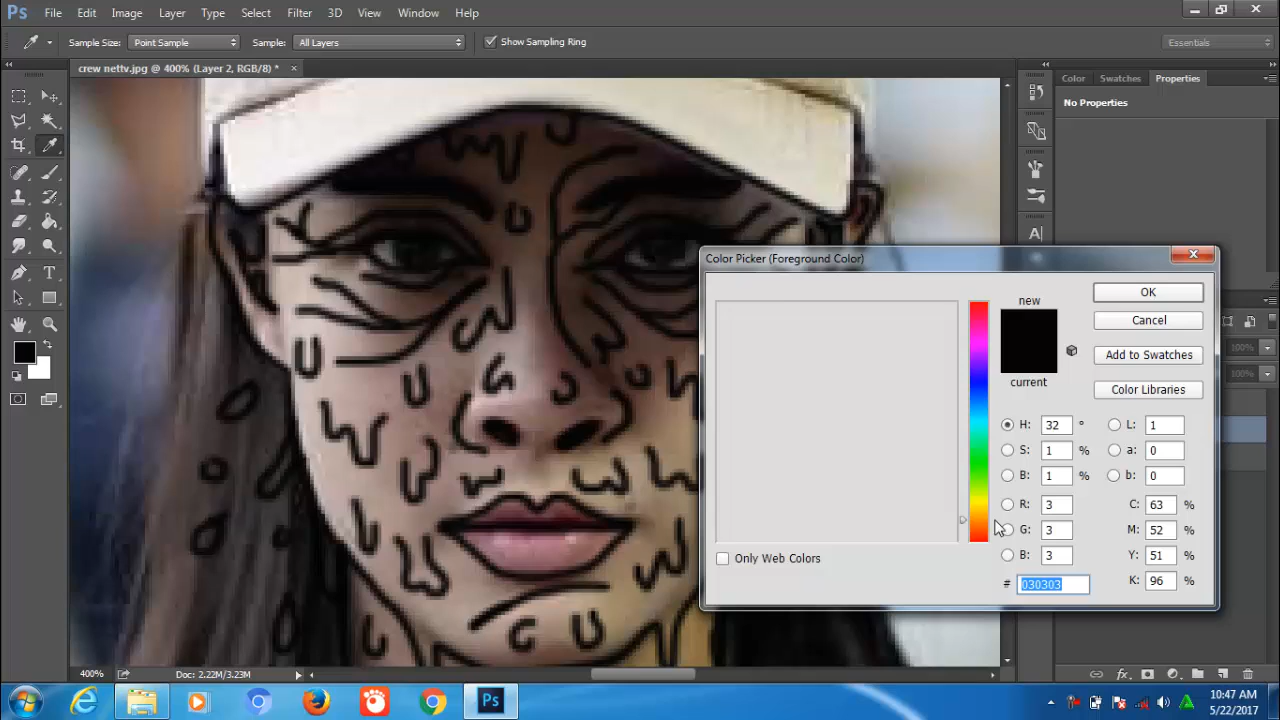 Ps File Edit Image Layer Type Select Filter 3D View Window Help
Sample Size: Point Sample Sample: All Layers Show Sampling Ring Essentials
crew nettv.jpg @ 400% (Layer 2, RGB/8) * ×
Color Swatches Properties
No Properties
Color Picker (Foreground Color)
new
current
OK
Cancel
Add to Swatches
Color Libraries
H: 32 ° L: 1
S: 1 % a: 0
B: 1 % b: 0
R: 3 C: 63 %
G: 3 M: 52 %
B: 3 Y: 51 %
# 030303 K: 96 %
Only Web Colors
100%
100%
400% Doc: 2.22M/3.23M
Ps
10:47 AM
5/22/2017